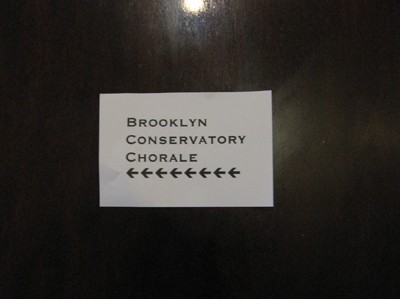 Brooklyn
Conservatory
Chorale
←←←←←←←←